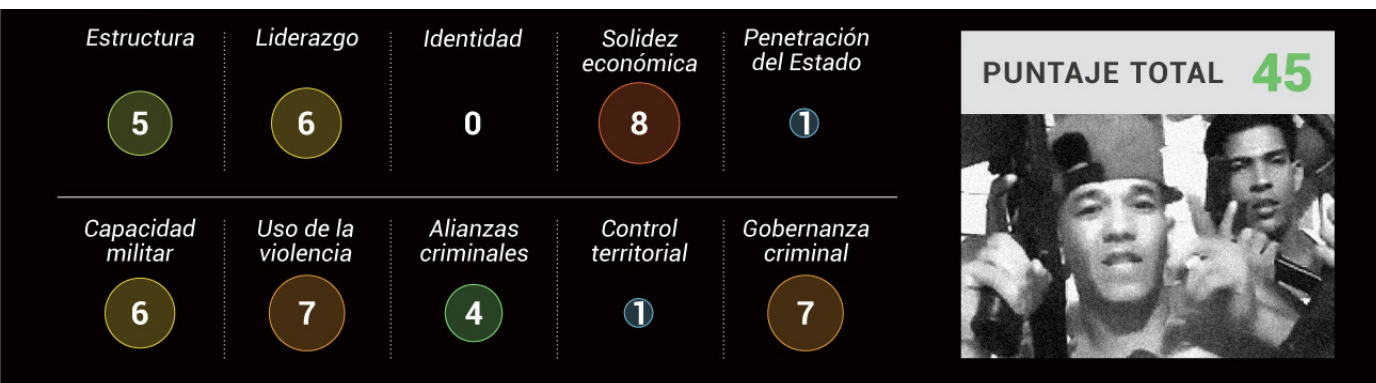 Estructura
5
Liderazgo
6
Identidad
0
Solidez
económica
8
Penetración
del Estado
1
Capacidad
militar
6
Uso de la
violencia
7
Alianzas
criminales
4
Control
territorial
1
Gobernanza
criminal
7
PUNTAJE TOTAL 45